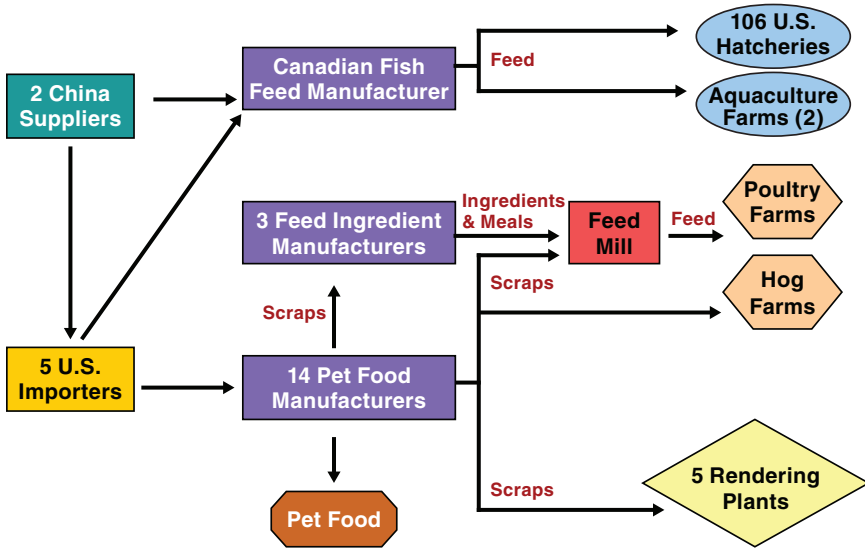 106 U.S.
Hatcheries
Canadian Fish
Feed Manufacturer
Feed
2 China
Suppliers
Aquaculture
Farms (2)
3 Feed Ingredient
Manufacturers
Ingredients
& Meals
Feed
Mill
Feed
Poultry
Farms
Scraps
Scraps
Hog
Farms
5 U.S.
Importers
14 Pet Food
Manufacturers
Scraps
5 Rendering
Plants
Pet Food